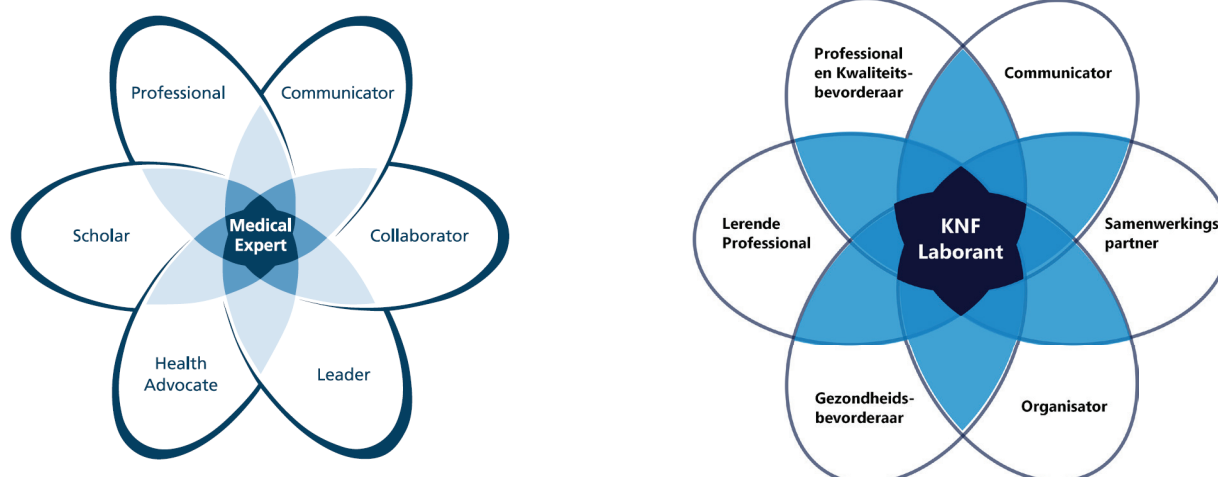 Professional
Communicator
Scholar
Medical
Expert
Collaborator
Health
Advocate
Leader
Professional
en Kwaliteits-
bevorderaar
Communicator
Lerende
Professional
KNF
Laborant
Samenwerkings
partner
Gezondheids-
bevorderaar
Organisator